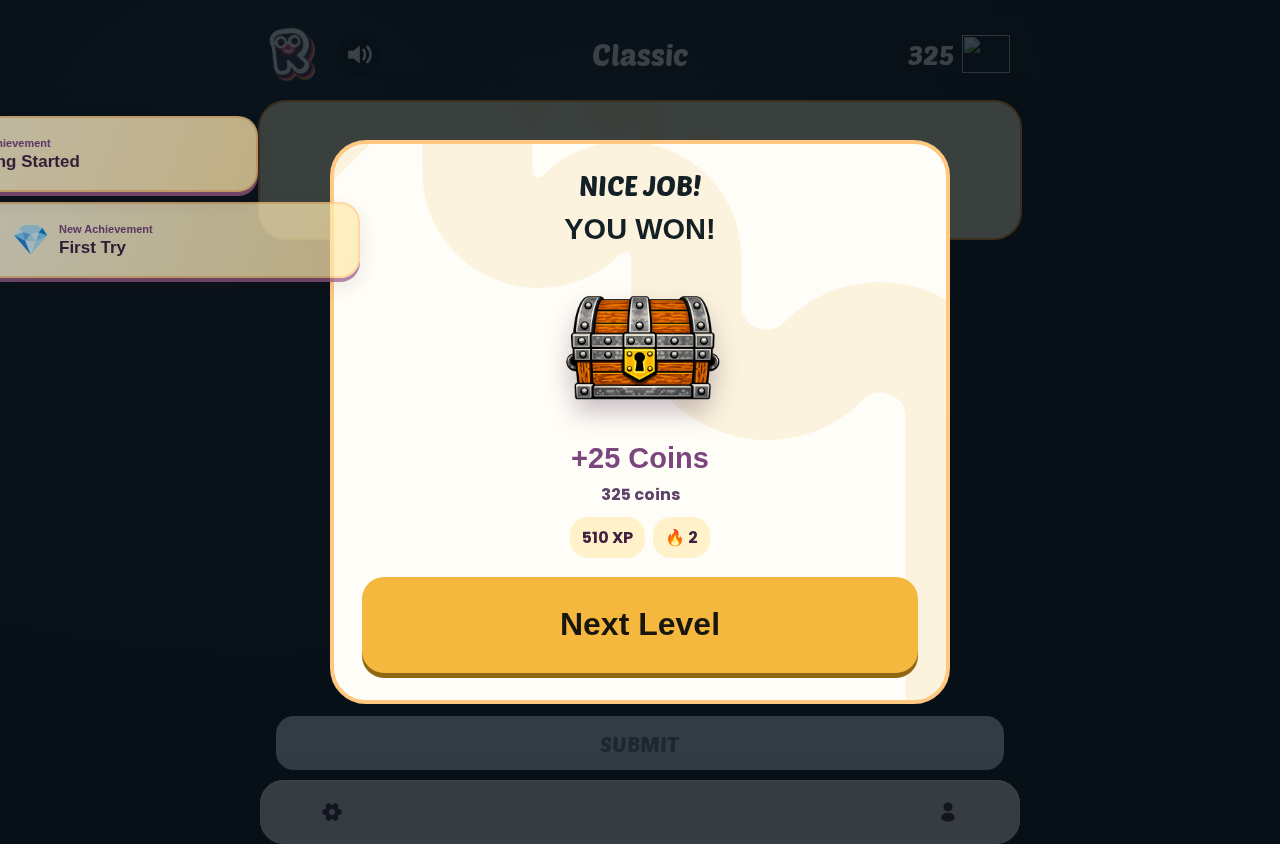 Classic
325
hievement
ng Started
New Achievement
First Try
NICE JOB!
YOU WON!
+25 Coins
325 coins
510 XP
2
Next Level
SUBMIT